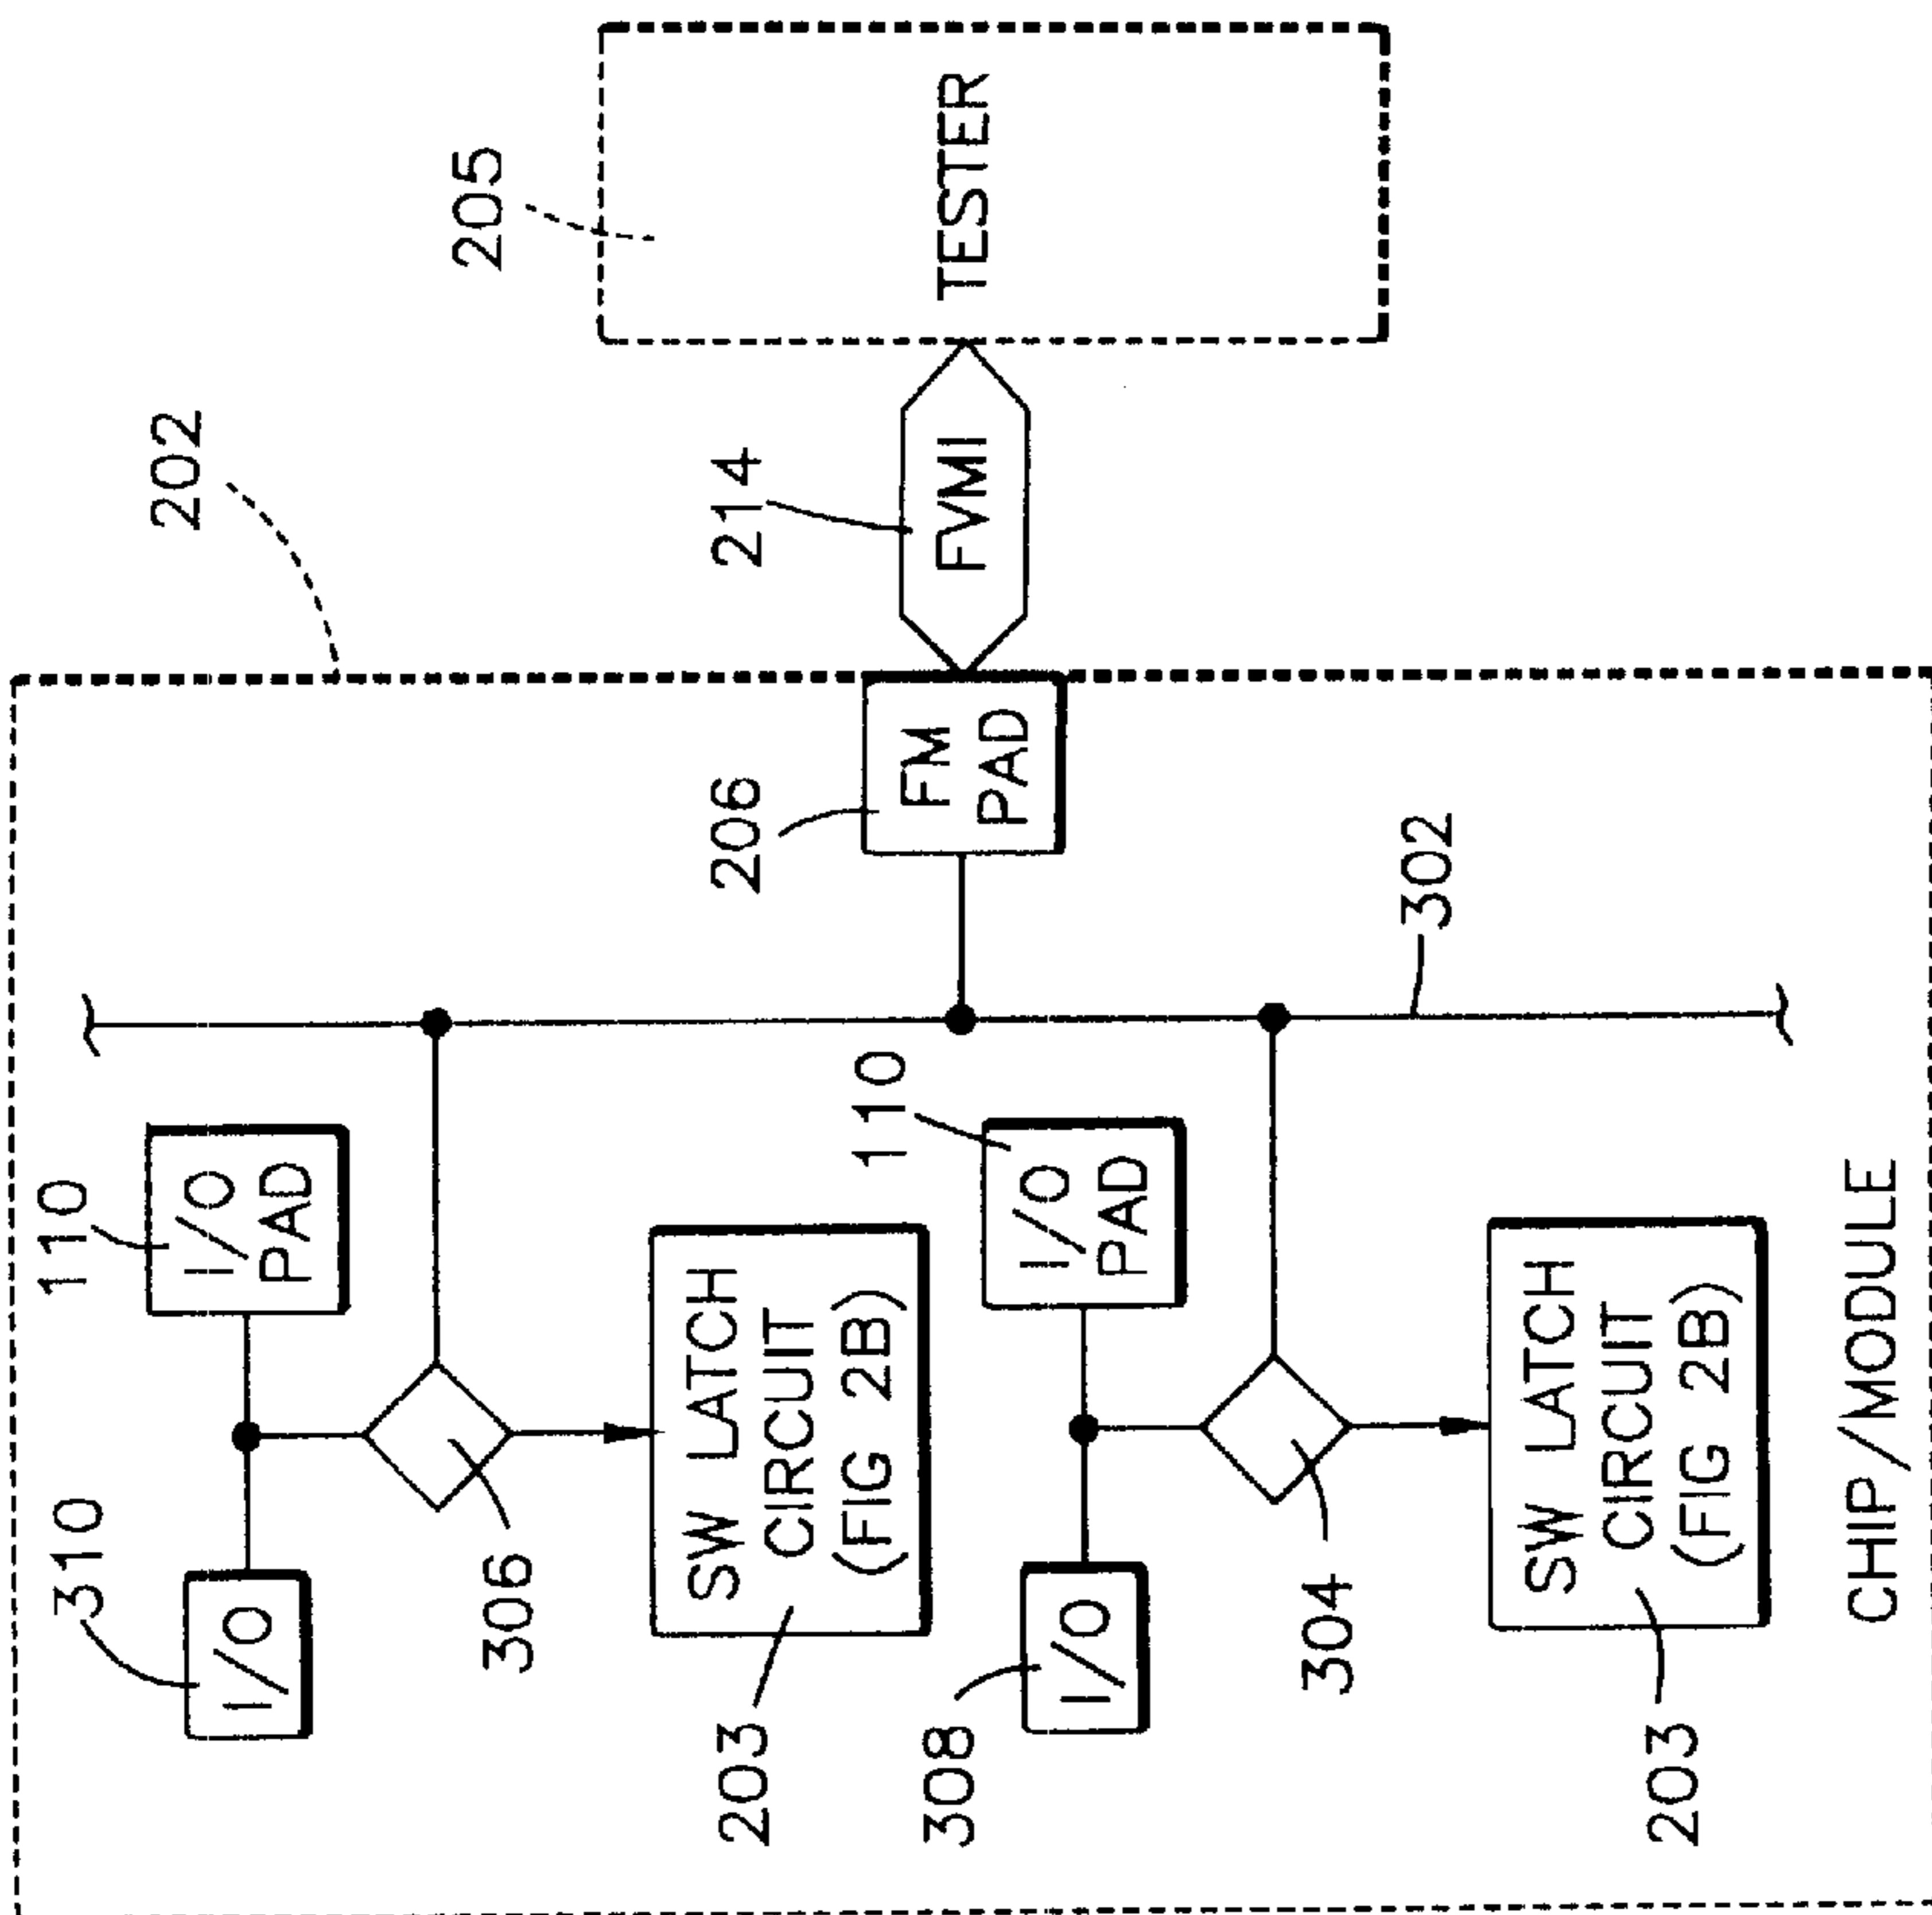 310
I/O
110
I/O
PAD
306
203
SW LATCH
CIRCUIT
(FIG 2B)
202
308
I/O
110
I/O
PAD
206
FM
PAD
214
FVMI
205
TESTER
304
203
SW LATCH
CIRCUIT
(FIG 2B)
302
CHIP/MODULE